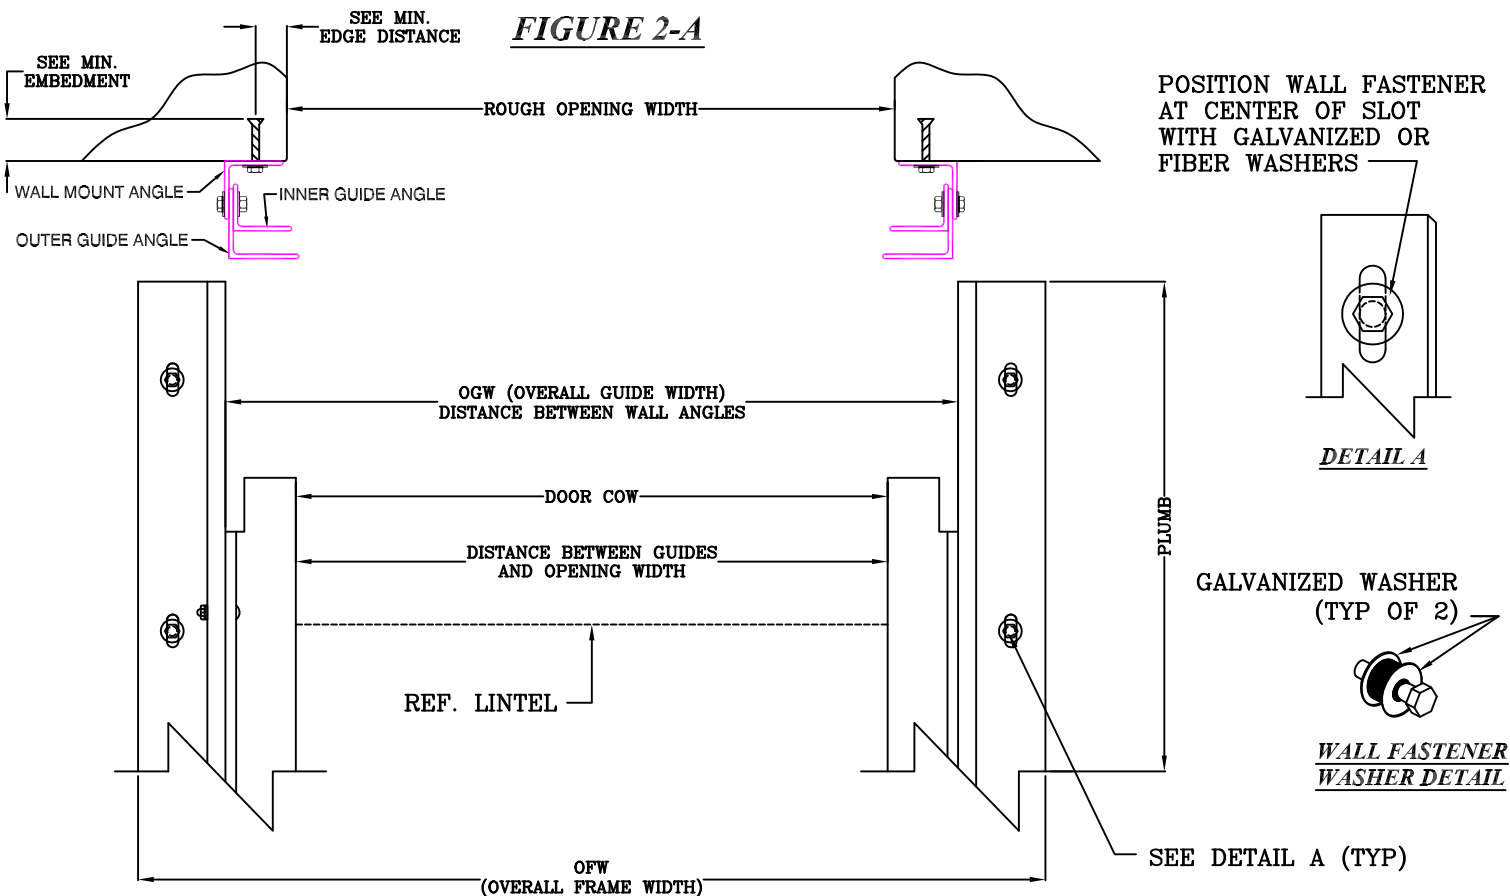 SEE MIN.
EDGE DISTANCE
FIGURE 2-A
SEE MIN.
EMBEDMENT
ROUGH OPENING WIDTH
POSITION WALL FASTENER
AT CENTER OF SLOT
WITH GALVANIZED OR
FIBER WASHERS
WALL MOUNT ANGLE
INNER GUIDE ANGLE
OUTER GUIDE ANGLE
OGW (OVERALL GUIDE WIDTH)
DISTANCE BETWEEN WALL ANGLES
DETAIL A
DOOR COW
PLUMB
DISTANCE BETWEEN GUIDES
AND OPENING WIDTH
GALVANIZED WASHER
(TYP OF 2)
REF. LINTEL
WALL FASTENER
WASHER DETAIL
SEE DETAIL A (TYP)
OFW
(OVERALL FRAME WIDTH)